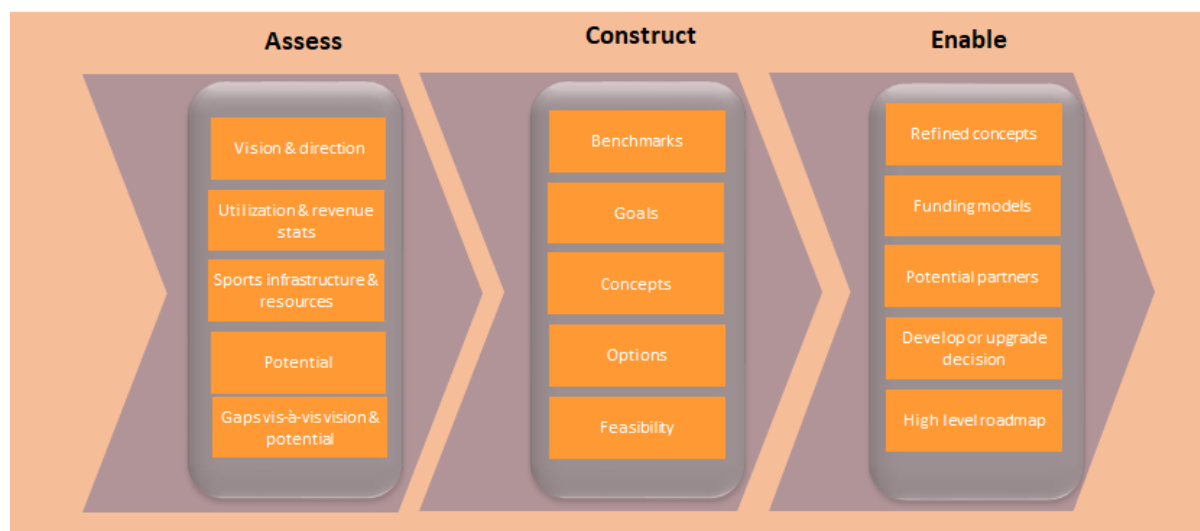 Assess
Vision & direction
Utilization & revenue
stats
Sports infrastructure &
resources
Potential
Gaps vis-à-vis vision &
potential
Construct
Benchmarks
Goals
Concepts
Options
Feasibility
Enable
Refined concepts
Funding models
Potential partners
Develop or upgrade
decision
High level roadmap